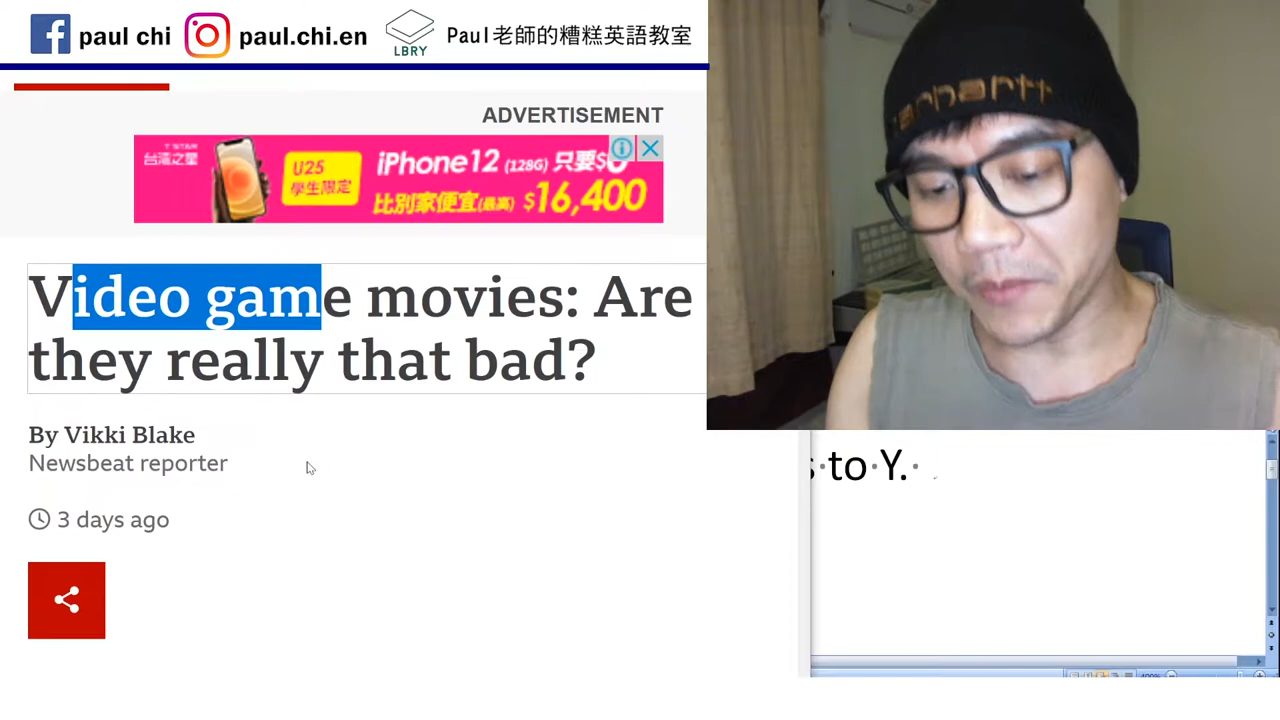 paul chi
paul.chi.en
LBRY
Paul老師的糟糕英語教室
carhartt
ADVERTISEMENT
台灣之星
U25
學生限定
iPhone12 (128G) 只要$0
比別家便宜(最高) $16,400
Video game movies: Are
they really that bad?
By Vikki Blake
Newsbeat reporter
3 days ago
to Y.
400%